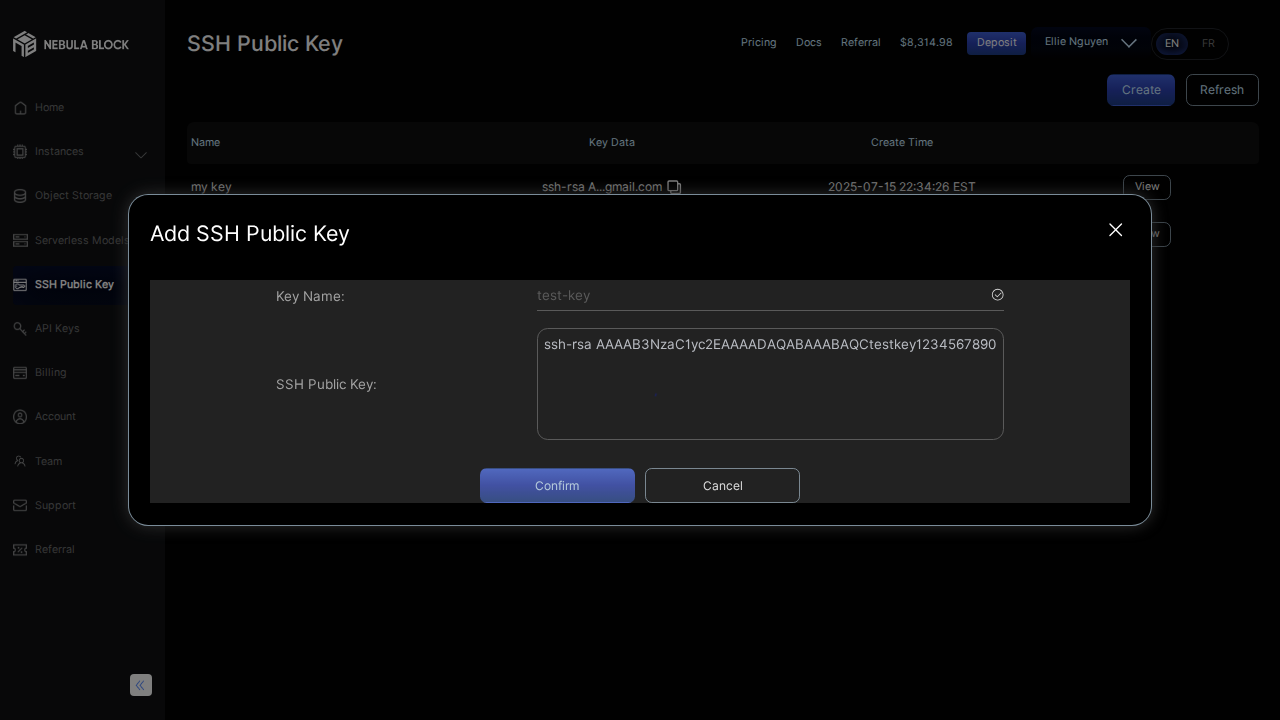 NEBULA BLOCK
SSH Public Key
Pricing
Docs
Referral
$8,314.98
Deposit
Ellie Nguyen
EN
FR
Create
Refresh
Home
Instances
Object Storage
Serverless Models
SSH Public Key
API Keys
Billing
Account
Team
Support
Referral
Name
Key Data
Create Time
my key
ssh-rsa A...gmail.com
2025-07-15 22:34:26 EST
View
Add SSH Public Key
Key Name:
test-key
SSH Public Key:
ssh-rsa AAAAB3NzaC1yc2EAAAADAQABAAABAQCtestkey1234567890
Confirm
Cancel